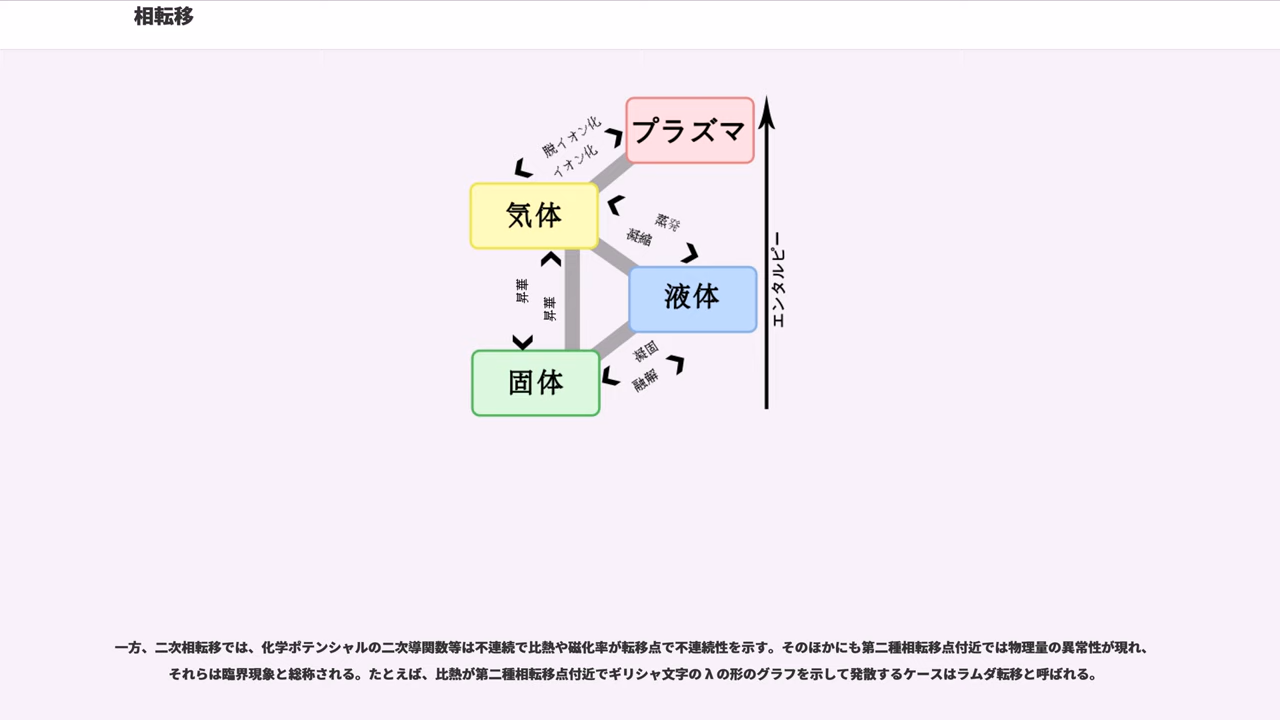 相転移
プラズマ
脱イオン化
イオン化
気体
蒸発
凝縮
エンタルピー
昇華
昇華
液体
凝固
融解
固体
一方、二次相転移では、化学ポテンシャルの二次導関数等は不連続で比熱や磁化率が転移点で不連続性を示す。そのほかにも第二種相転移点付近では物理量の異常性が現れ、
それらは臨界現象と総称される。たとえば、比熱が第二種相転移点付近でギリシャ文字のλの形のグラフを示して発散するケースはラムダ転移と呼ばれる。